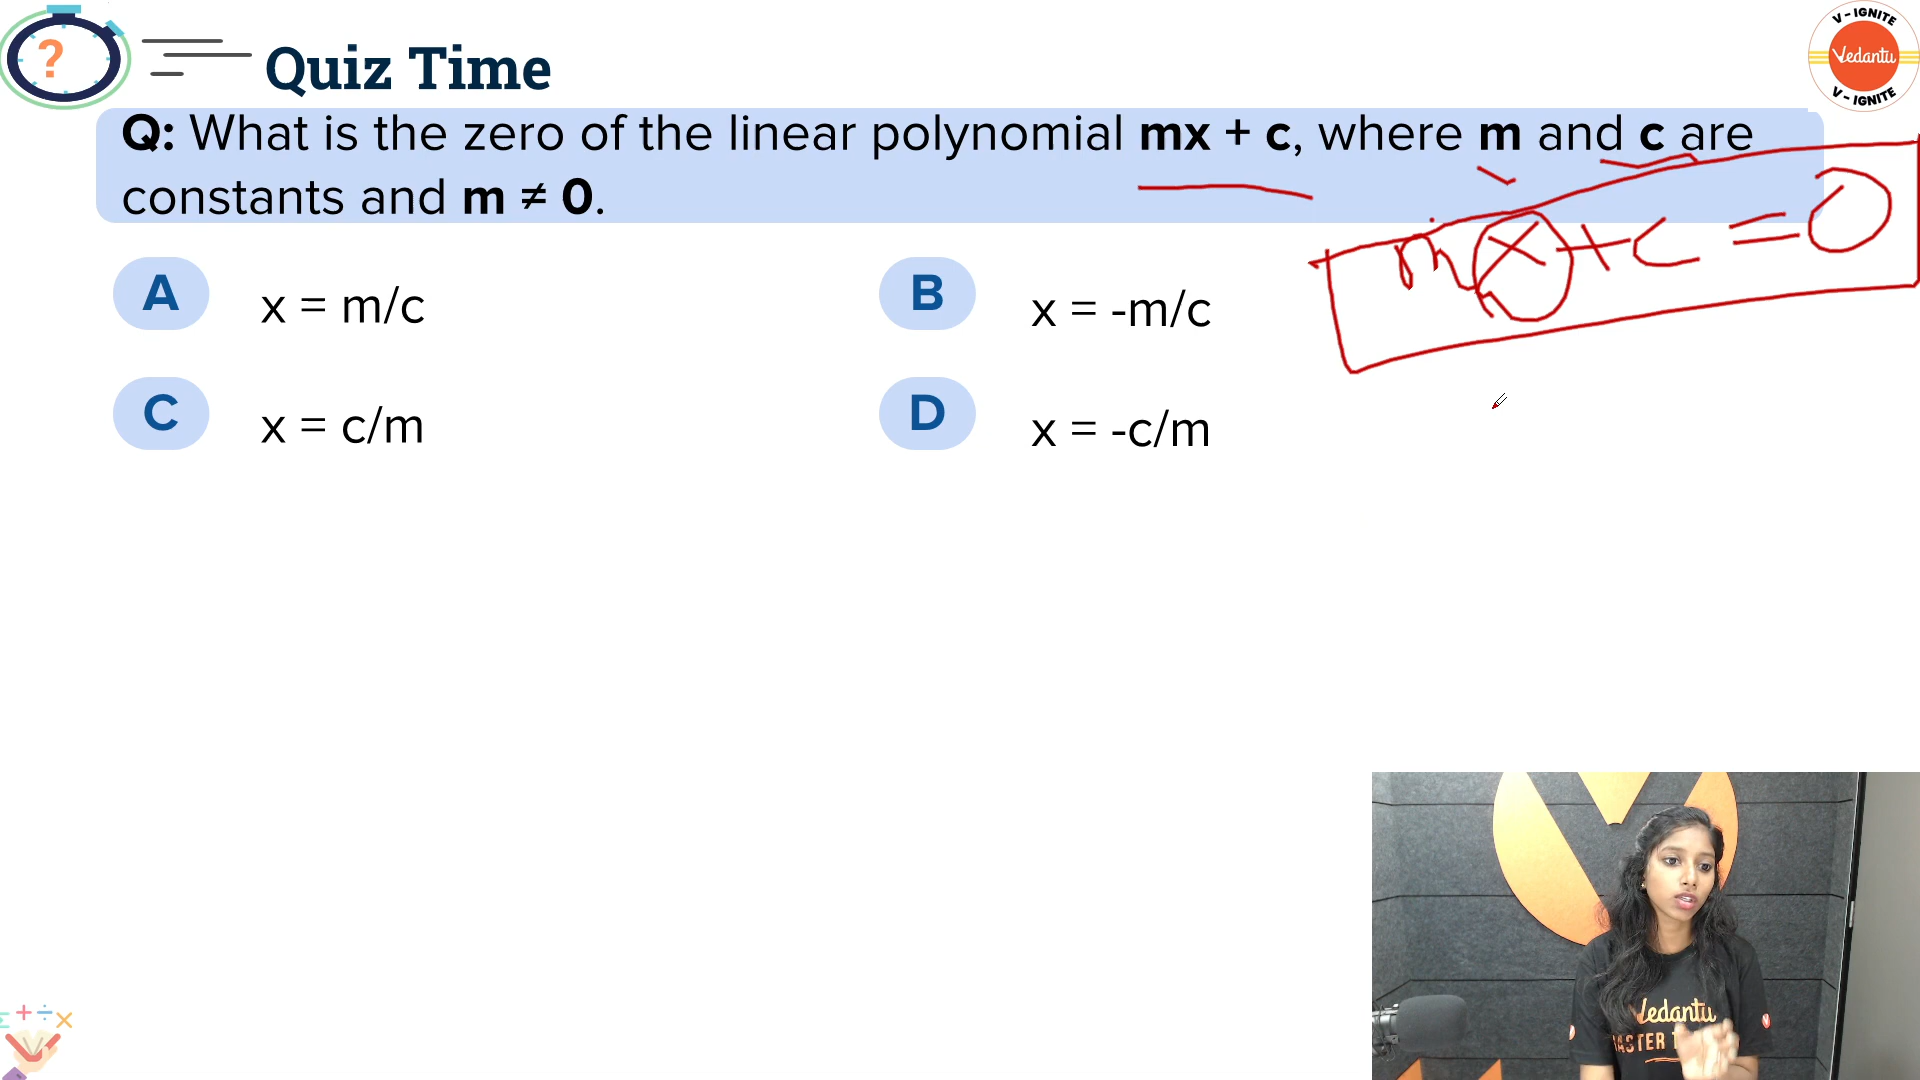 ?
Quiz Time
V - IGNITE
Vedantu
V - IGNITE
Q: What is the zero of the linear polynomial mx + c, where m and c are
constants and m ≠ 0.
mx + c = 0
A x = m/c
B x = -m/c
C x = c/m
D x = -c/m
Vedantu